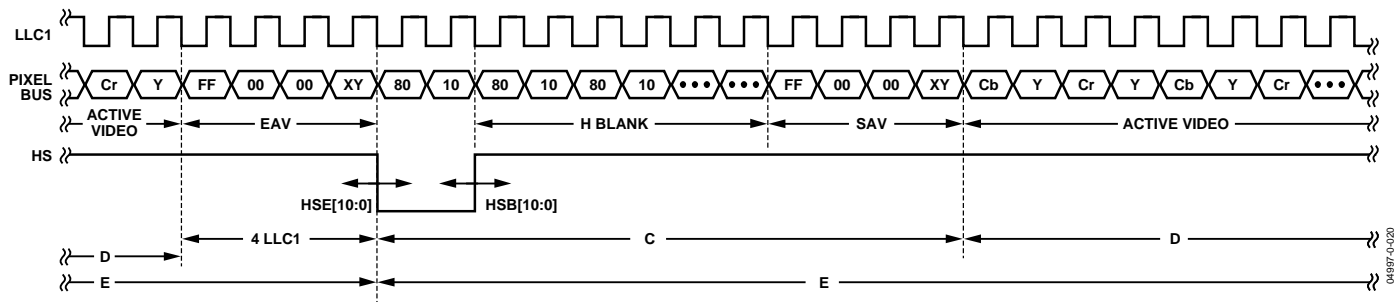 LLC1
PIXEL BUS Cr Y FF 00 00 XY 80 10 80 10 80 10 ••• ••• FF 00 00 XY Cb Y Cr Y Cb Y Cr •••
ACTIVE VIDEO EAV H BLANK SAV ACTIVE VIDEO
HS
HSE[10:0] HSB[10:0]
4 LLC1 C D
D
E E
04997-0-020